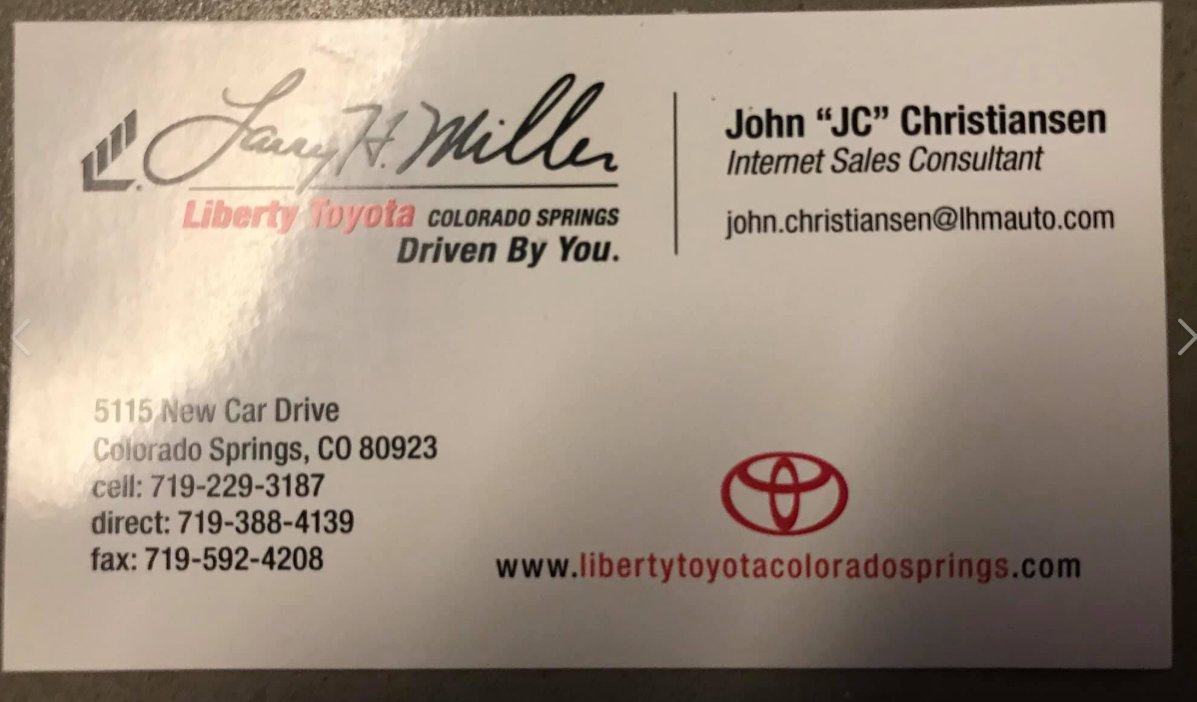 Larry H. Miller
Liberty Toyota COLORADO SPRINGS
Driven By You.
John “JC” Christiansen
Internet Sales Consultant
john.christiansen@lhmauto.com
5115 New Car Drive
Colorado Springs, CO 80923
cell: 719-229-3187
direct: 719-388-4139
fax: 719-592-4208
www.libertytoyotacoloradosprings.com